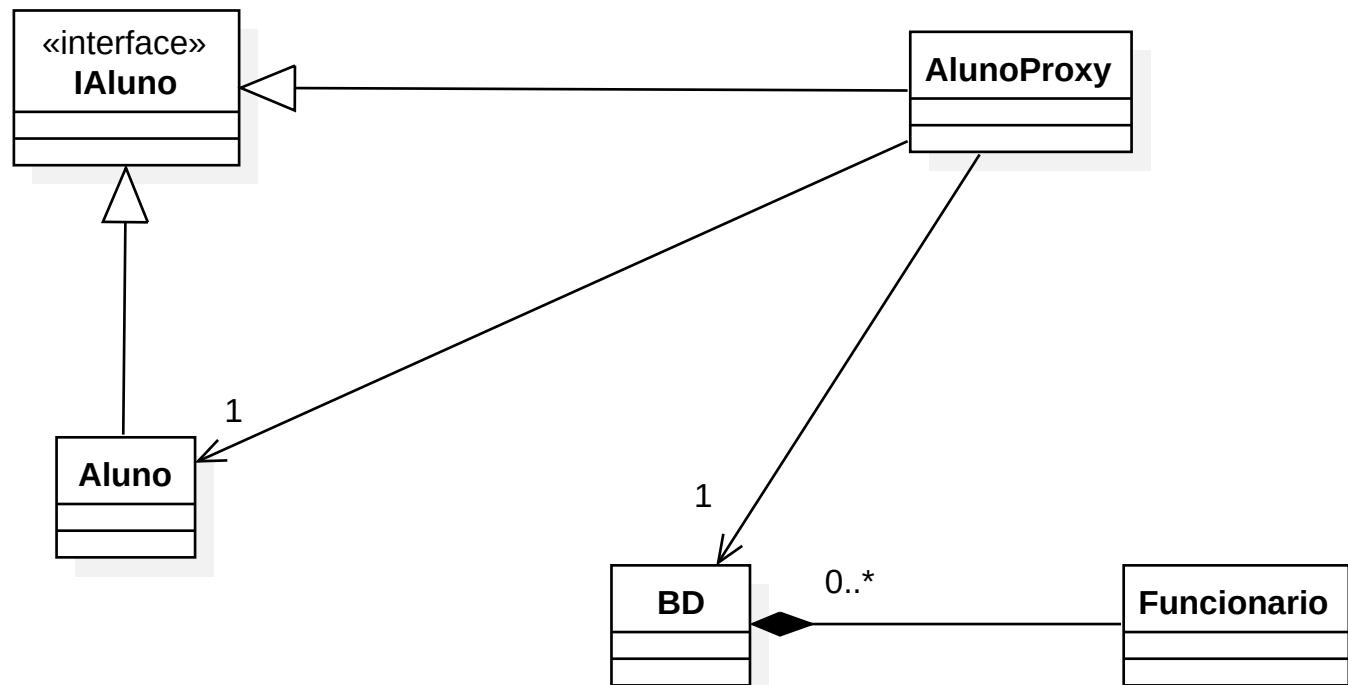 «interface»
IAluno
AlunoProxy
1
Aluno
1
BD
0..*
Funcionario